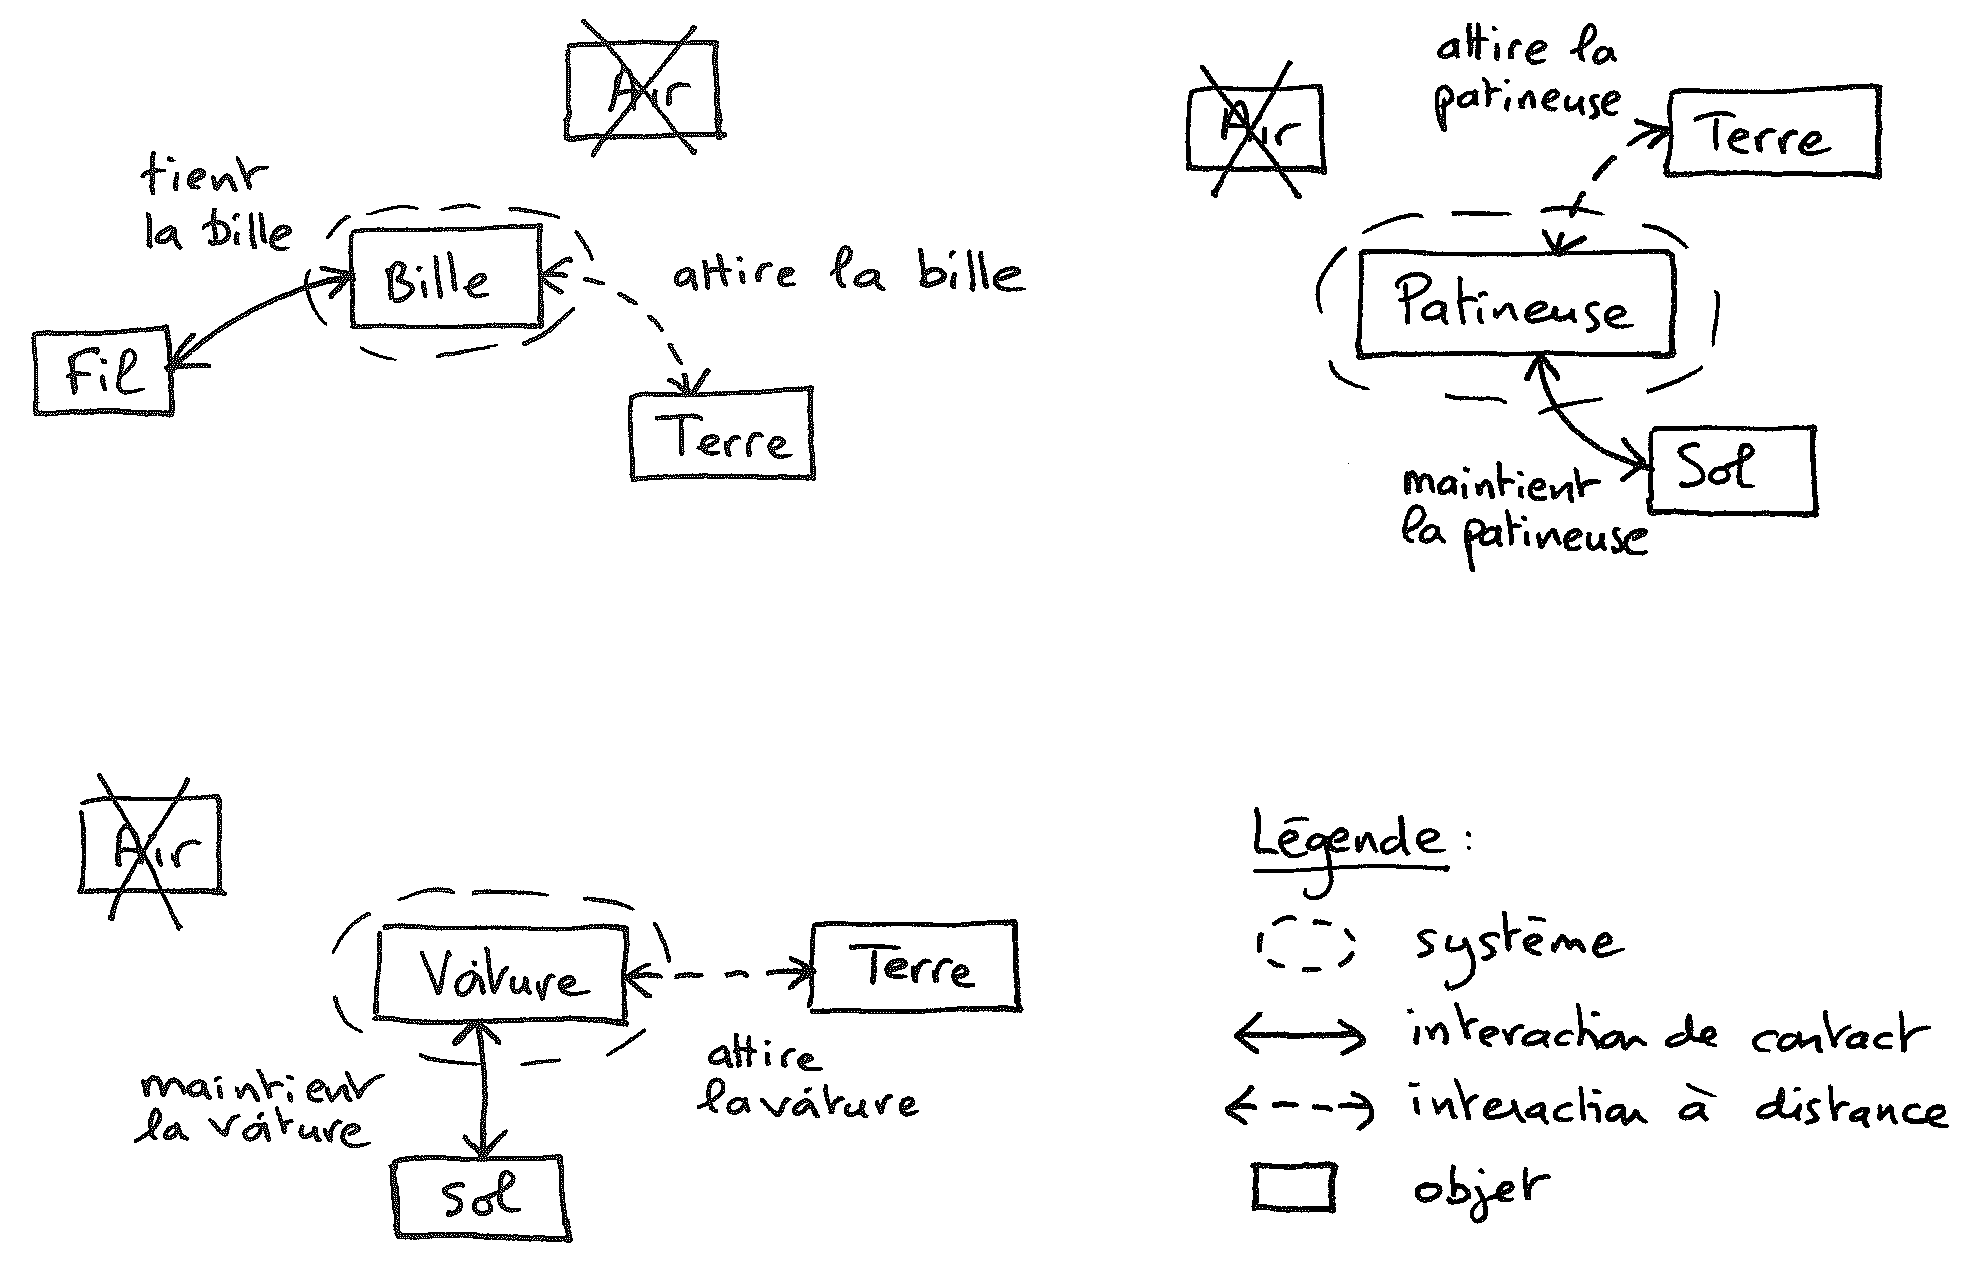 Air
tient
la bille
Bille
attire la bille
Fil
Terre
attire la
patineuse
Air
Terre
Patineuse
Sol
maintient
la patineuse
Air
Voiture
Terre
maintient
la voiture
attire
la voiture
Sol
Légende :
système
interaction de contact
interaction à distance
objet